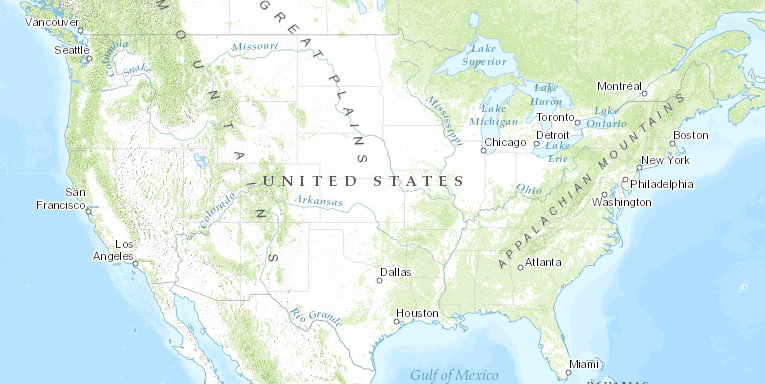 GREAT PLAINS
Vancouver
MOUNTAINS
Seattle
Columbia
Missouri
Lake
Superior
Snake
Montréal
Lake
Huron
Mississippi
Lake
Michigan
Toronto
Lake
Ontario
Chicago
Detroit
Boston
Lake
Erie
New York
APPALACHIAN MOUNTAINS
UNITED STATES
Ohio
Philadelphia
San
Francisco
Colorado
Arkansas
Washington
Los
Angeles
Atlanta
Dallas
Rio Grande
Houston
Miami
Gulf of Mexico
BAHAMAS